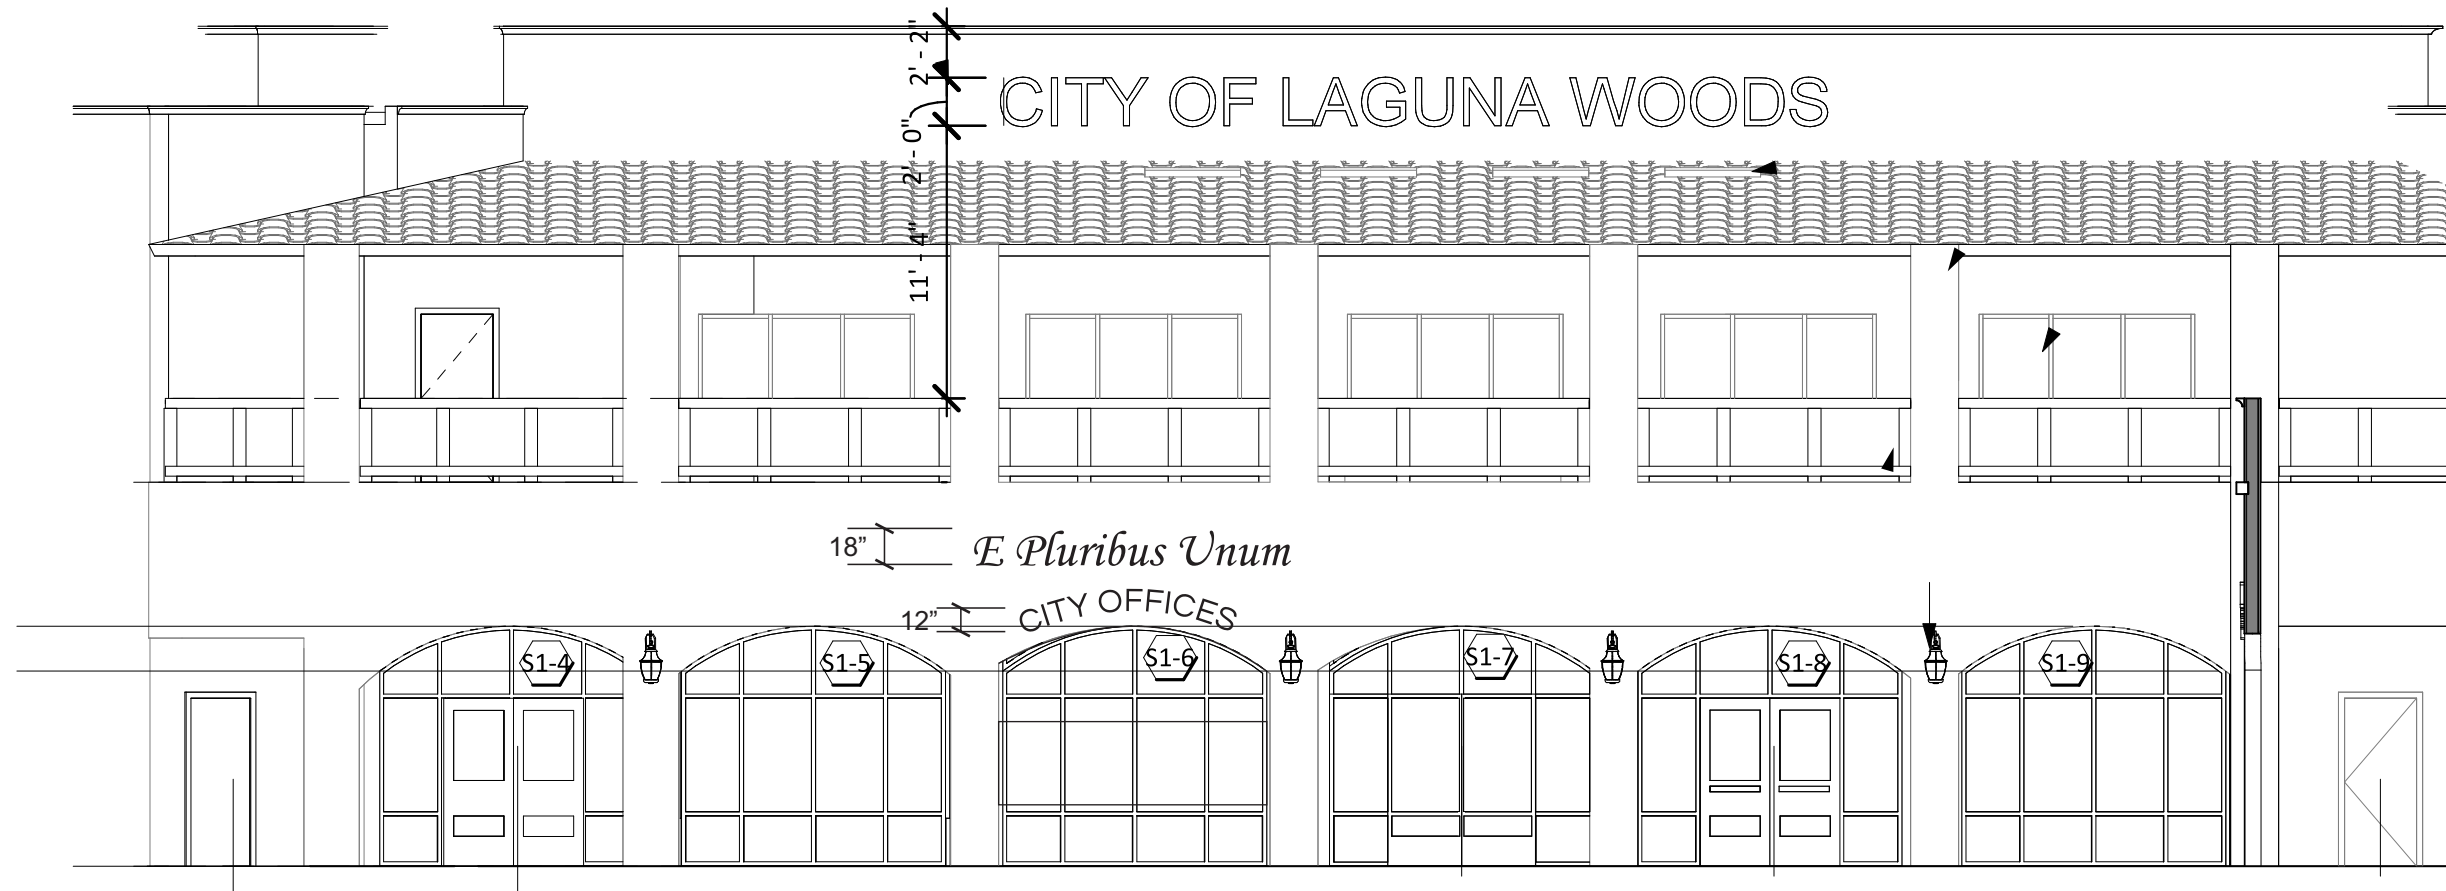 2' - 2"
CITY OF LAGUNA WOODS
2' - 0"
11' - 4"
18”
E Pluribus Unum
12”
CITY OFFICES
S1-4
S1-5
S1-6
S1-7
S1-8
S1-9